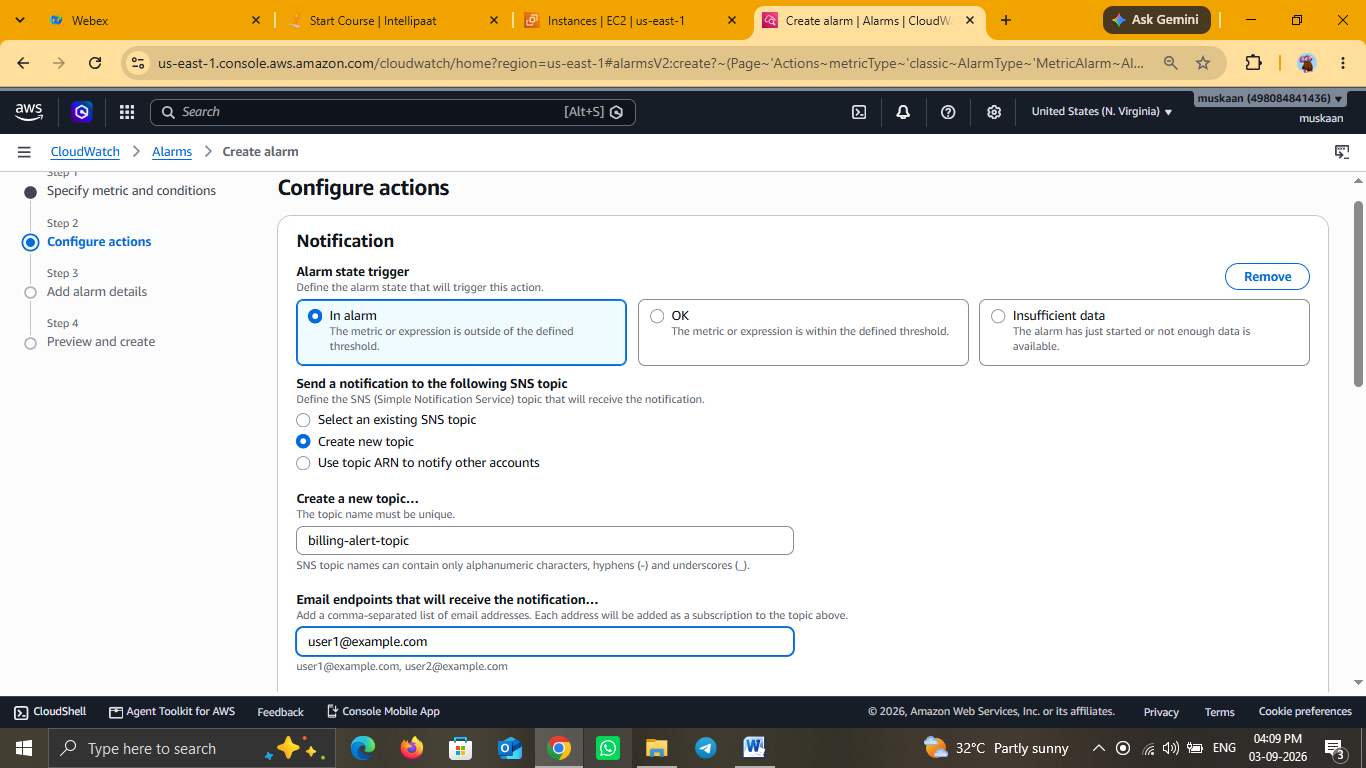 Webex
Start Course | Intellipaat
Instances | EC2 | us-east-1
Create alarm | Alarms | CloudW
Ask Gemini
us-east-1.console.aws.amazon.com/cloudwatch/home?region=us-east-1#alarmsV2:create?~(Page~'Actions~metricType~'classic~AlarmType~'MetricAlarm~Al...
aws
Search
[Alt+S]
United States (N. Virginia)
muskaan (498084841436)
muskaan
CloudWatch
Alarms
Create alarm
Step 1
Specify metric and conditions
Step 2
Configure actions
Step 3
Add alarm details
Step 4
Preview and create
Configure actions
Notification
Alarm state trigger
Define the alarm state that will trigger this action.
Remove
In alarm
The metric or expression is outside of the defined
threshold.
OK
The metric or expression is within the defined threshold.
Insufficient data
The alarm has just started or not enough data is
available.
Send a notification to the following SNS topic
Define the SNS (Simple Notification Service) topic that will receive the notification.
Select an existing SNS topic
Create new topic
Use topic ARN to notify other accounts
Create a new topic...
The topic name must be unique.
billing-alert-topic
SNS topic names can contain only alphanumeric characters, hyphens (-) and underscores (_).
Email endpoints that will receive the notification...
Add a comma-separated list of email addresses. Each address will be added as a subscription to the topic above.
user1@example.com
user1@example.com, user2@example.com
CloudShell
Agent Toolkit for AWS
Feedback
Console Mobile App
© 2026, Amazon Web Services, Inc. or its affiliates.
Privacy
Terms
Cookie preferences
Type here to search
32°C Partly sunny
ENG
04:09 PM
03-09-2026
3